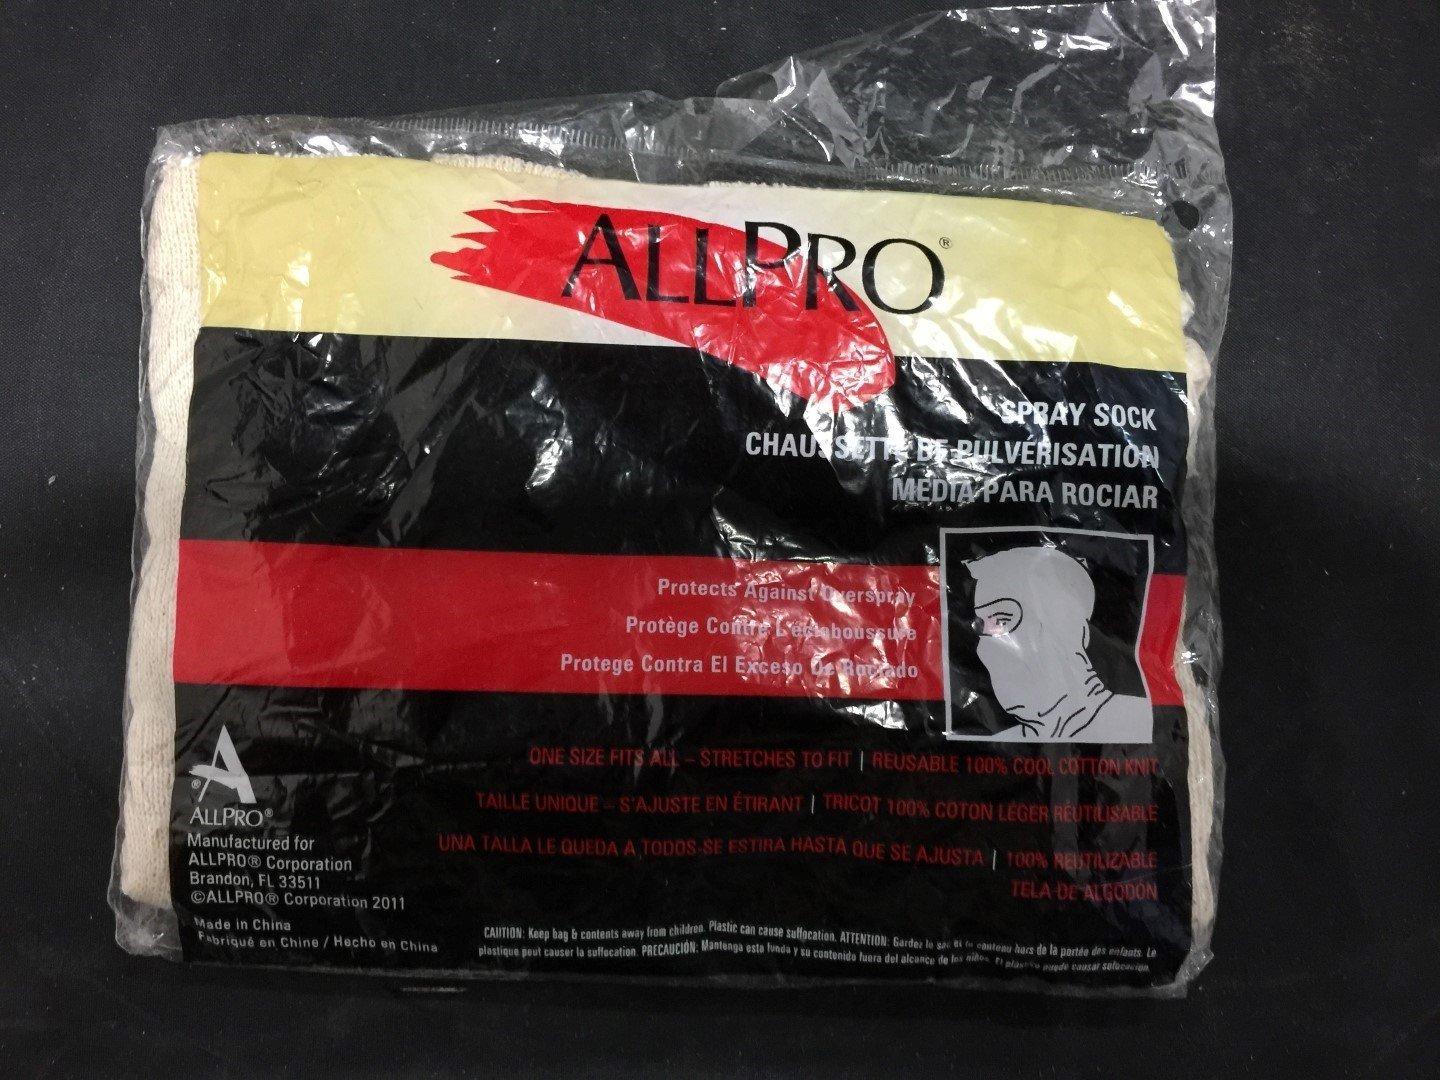 ALLPRO®
SPRAY SOCK
CHAUSSETTE DE PULVÉRISATION
MEDIA PARA ROCIAR
Protects Against Overspray
Protège Contre L'éclaboussure
Protege Contra El Exceso De Rociado
ONE SIZE FITS ALL – STRETCHES TO FIT | REUSABLE 100% COOL COTTON KNIT
TAILLE UNIQUE – S'AJUSTE EN ÉTIRANT | TRICOT 100% COTON LÉGER RÉUTILISABLE
UNA TALLA LE QUEDA A TODOS-SE ESTIRA HASTA QUE SE AJUSTA | 100% REUTILIZABLE
TELA DE ALGODÓN
A®
ALLPRO®
Manufactured for
ALLPRO® Corporation
Brandon, FL 33511
©ALLPRO® Corporation 2011
Made in China
Fabriqué en Chine / Hecho en China
CAUTION: Keep bag & contents away from children. Plastic can cause suffocation. ATTENTION: Gardez le sac et le contenu hors de la portée des enfants. Le
plastique peut causer la suffocation. PRECAUCIÓN: Mantenga esta funda y su contenido fuera del alcance de los niños. El plástico puede causar sofocación.